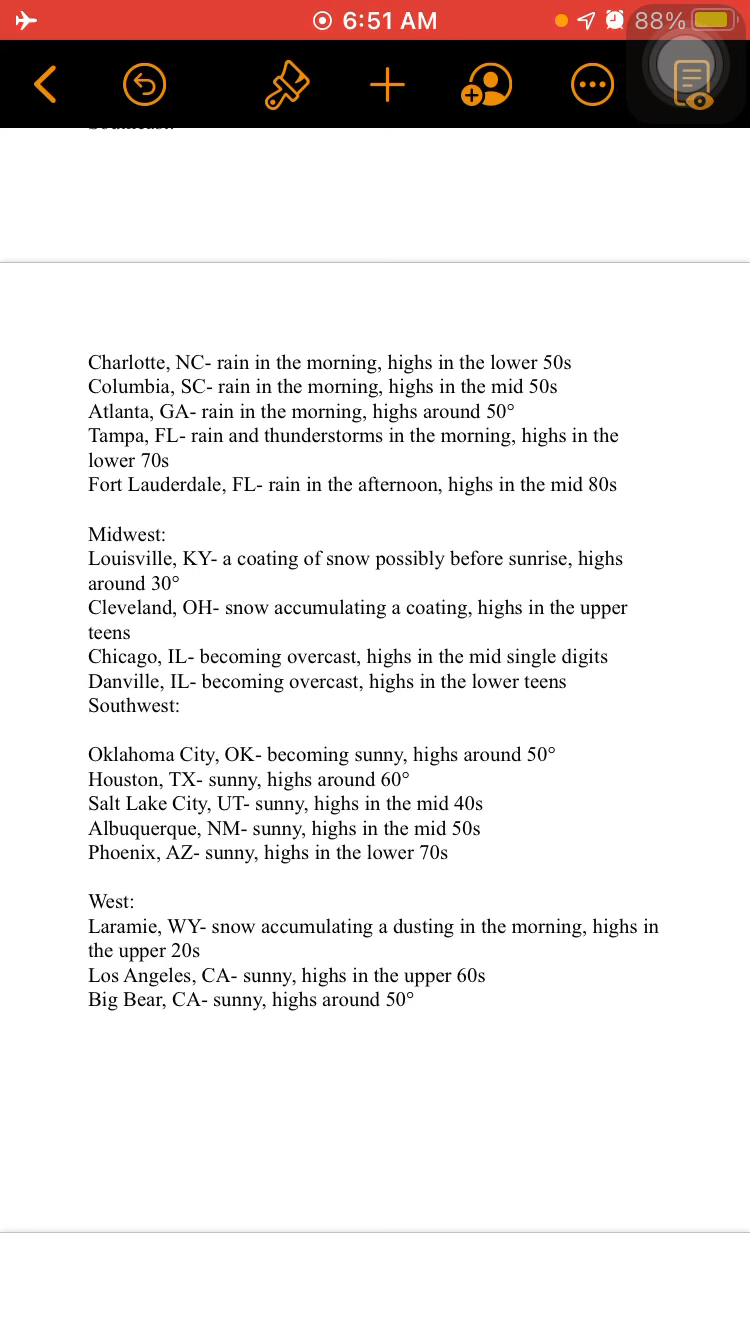 6:51 AM
88%
Charlotte, NC- rain in the morning, highs in the lower 50s
Columbia, SC- rain in the morning, highs in the mid 50s
Atlanta, GA- rain in the morning, highs around 50°
Tampa, FL- rain and thunderstorms in the morning, highs in the
lower 70s
Fort Lauderdale, FL- rain in the afternoon, highs in the mid 80s
Midwest:
Louisville, KY- a coating of snow possibly before sunrise, highs
around 30°
Cleveland, OH- snow accumulating a coating, highs in the upper
teens
Chicago, IL- becoming overcast, highs in the mid single digits
Danville, IL- becoming overcast, highs in the lower teens
Southwest:
Oklahoma City, OK- becoming sunny, highs around 50°
Houston, TX- sunny, highs around 60°
Salt Lake City, UT- sunny, highs in the mid 40s
Albuquerque, NM- sunny, highs in the mid 50s
Phoenix, AZ- sunny, highs in the lower 70s
West:
Laramie, WY- snow accumulating a dusting in the morning, highs in
the upper 20s
Los Angeles, CA- sunny, highs in the upper 60s
Big Bear, CA- sunny, highs around 50°